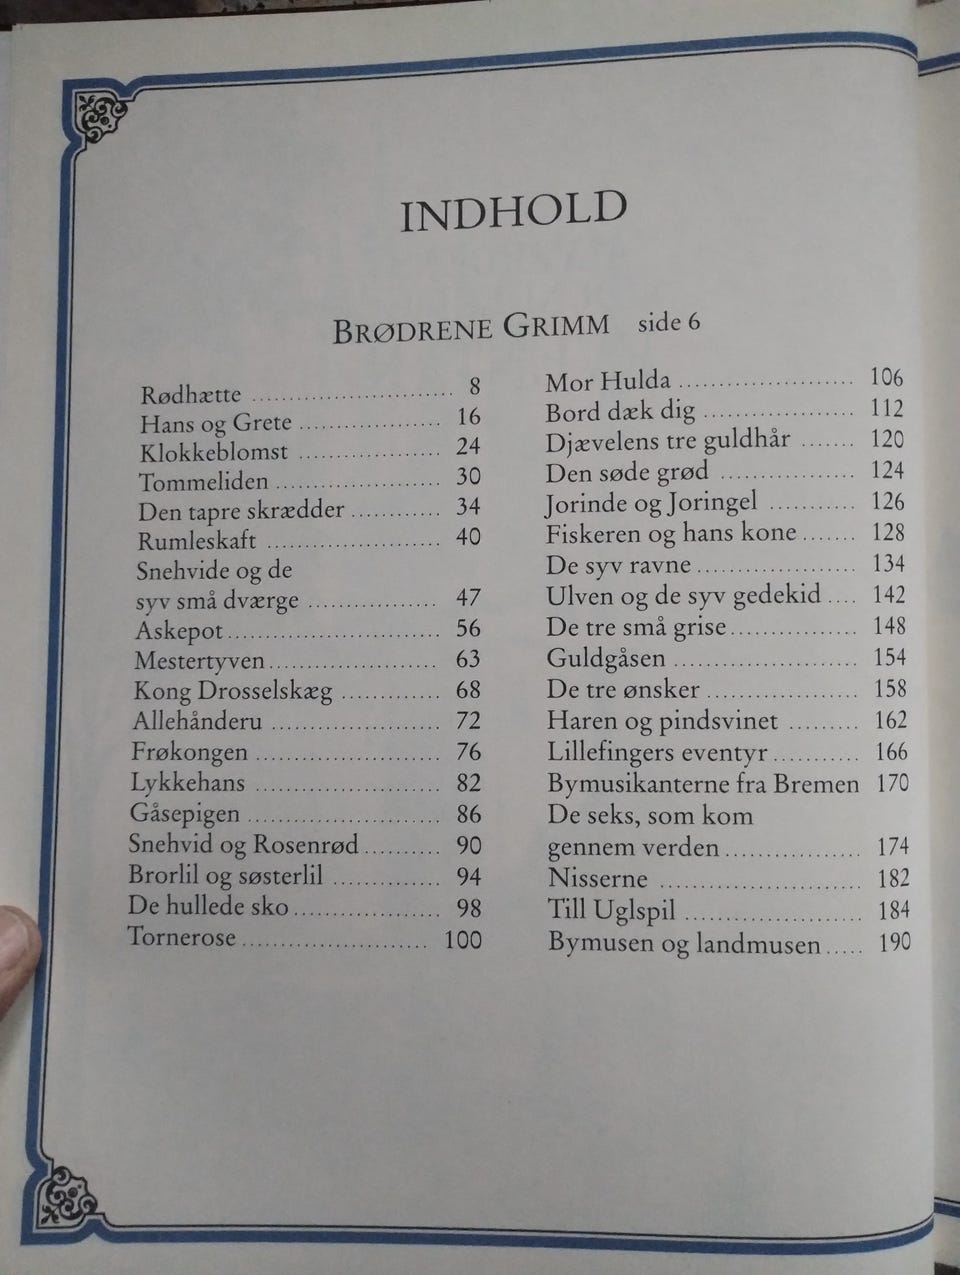 INDHOLD
BRØDRENE GRIMM side 6
Rødhætte 8
Hans og Grete 16
Klokkeblomst 24
Tommeliden 30
Den tapre skrædder 34
Rumleskaft 40
Snehvide og de
syv små dværge 47
Askepot 56
Mestertyven 63
Kong Drosselskæg 68
Allehånderu 72
Frøkongen 76
Lykkehans 82
Gåsepigen 86
Snehvid og Rosenrød 90
Brorlil og søsterlil 94
De hullede sko 98
Tornerose 100
Mor Hulda 106
Bord dæk dig 112
Djævelens tre guldhår 120
Den søde grød 124
Jorinde og Joringel 126
Fiskeren og hans kone 128
De syv ravne 134
Ulven og de syv gedekid 142
De tre små grise 148
Guldgåsen 154
De tre ønsker 158
Haren og pindsvinet 162
Lillefingers eventyr 166
Bymusikanterne fra Bremen 170
De seks, som kom
gennem verden 174
Nisserne 182
Till Uglspil 184
Bymusen og landmusen 190